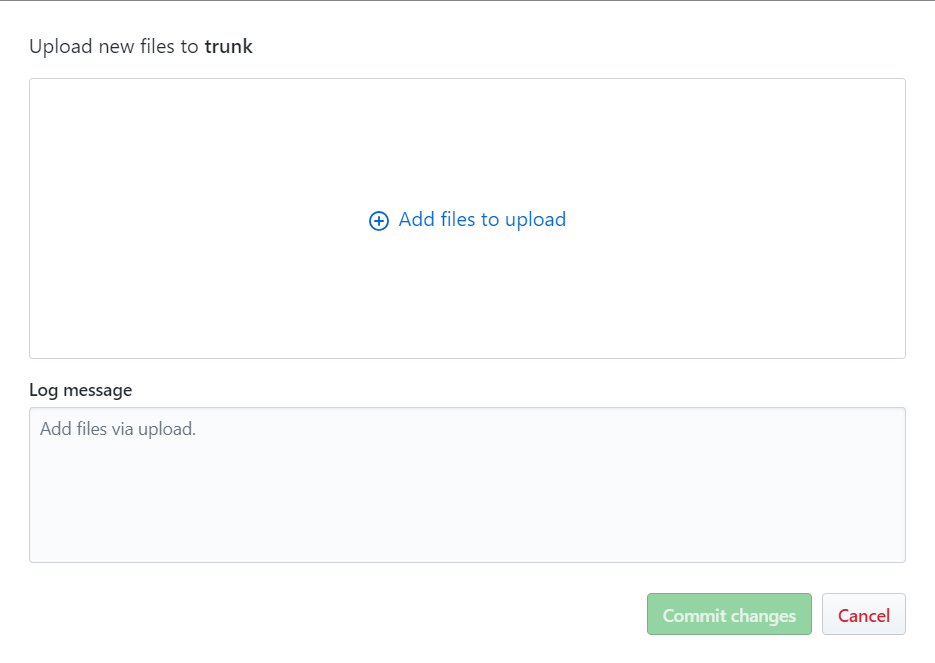 Upload new files to trunk
Add files to upload
Log message
Add files via upload.
Commit changes Cancel